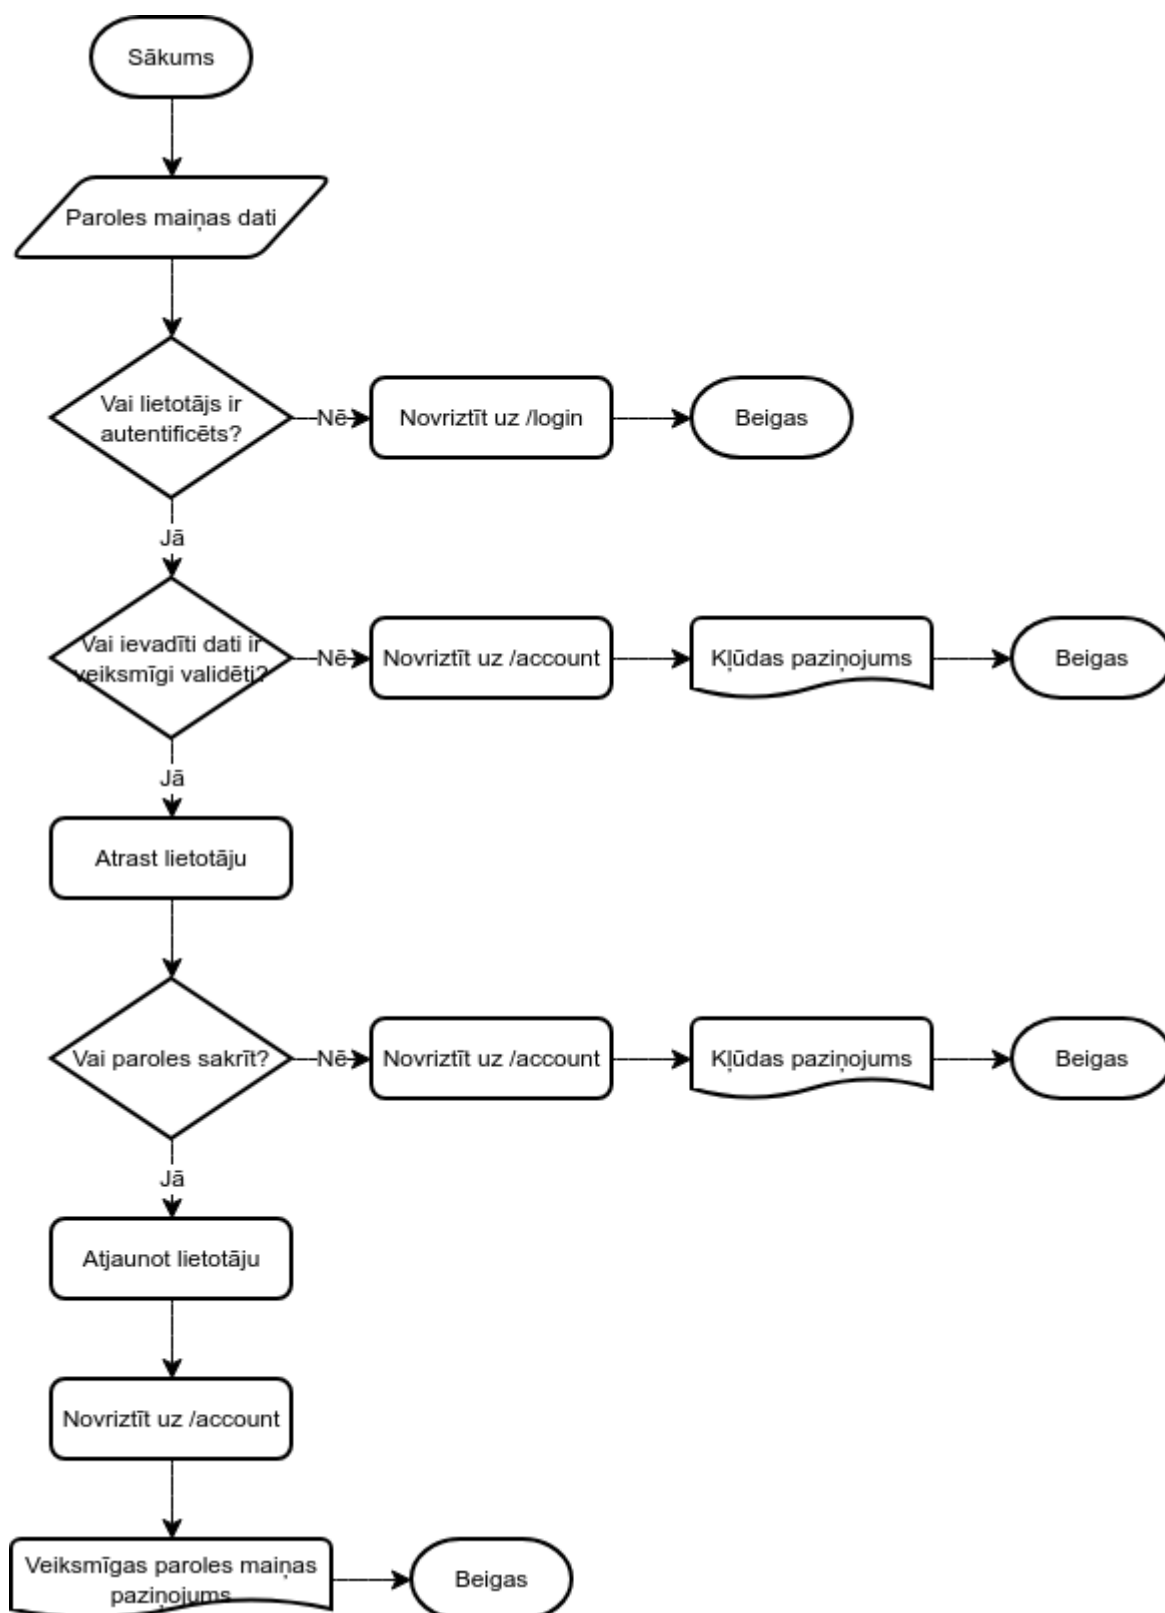 Sākums
Paroles maiņas dati
Vai lietotājs ir
autentificēts?
Nē
Novriztīt uz /login
Beigas
Jā
Vai ievadīti dati ir
veiksmīgi validēti?
Nē
Novriztīt uz /account
Kļūdas paziņojums
Beigas
Jā
Atrast lietotāju
Vai paroles sakrīt?
Nē
Novriztīt uz /account
Kļūdas paziņojums
Beigas
Jā
Atjaunot lietotāju
Novriztīt uz /account
Veiksmīgas paroles maiņas
paziņojums
Beigas